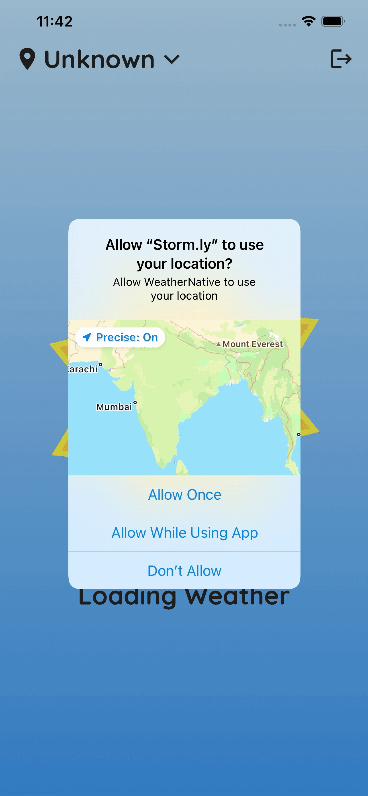 11:42
Unknown
Allow “Storm.ly” to use
your location?
Allow WeatherNative to use
your location
Precise: On
Mount Everest
arachi
Mumbai
Allow Once
Allow While Using App
Don’t Allow
Loading Weather